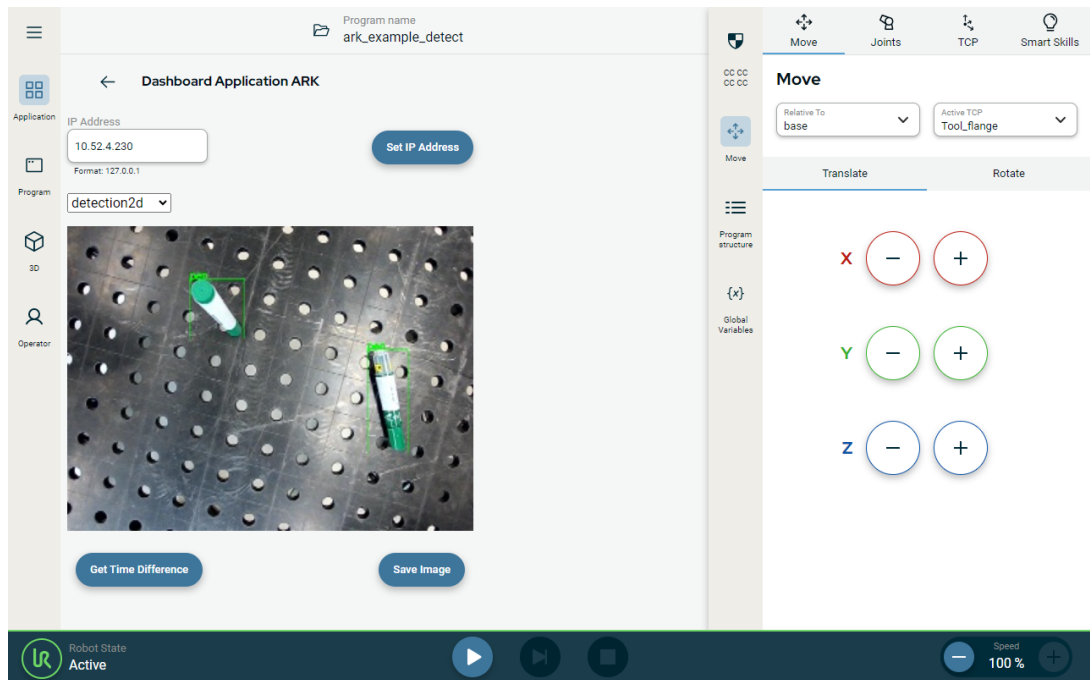 Program name
ark_example_detect
Application
Program
3D
Operator
Dashboard Application ARK
IP Address
10.52.4.230
Set IP Address
Format: 127.0.0.1
detection2d
pen
pen
Get Time Difference
Save Image
CC CC
CC CC
Move
Program
structure
{x}
Global
Variables
Move
Joints
TCP
Smart Skills
Move
Relative To
base
Active TCP
Tool_flange
Translate
Rotate
X
Y
Z
Robot State
Active
Speed
100 %